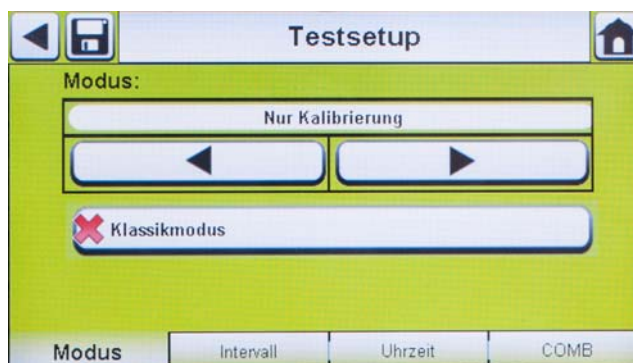 Testsetup
Modus:
Nur Kalibrierung
Klassikmodus
Modus Intervall Uhrzeit COMB